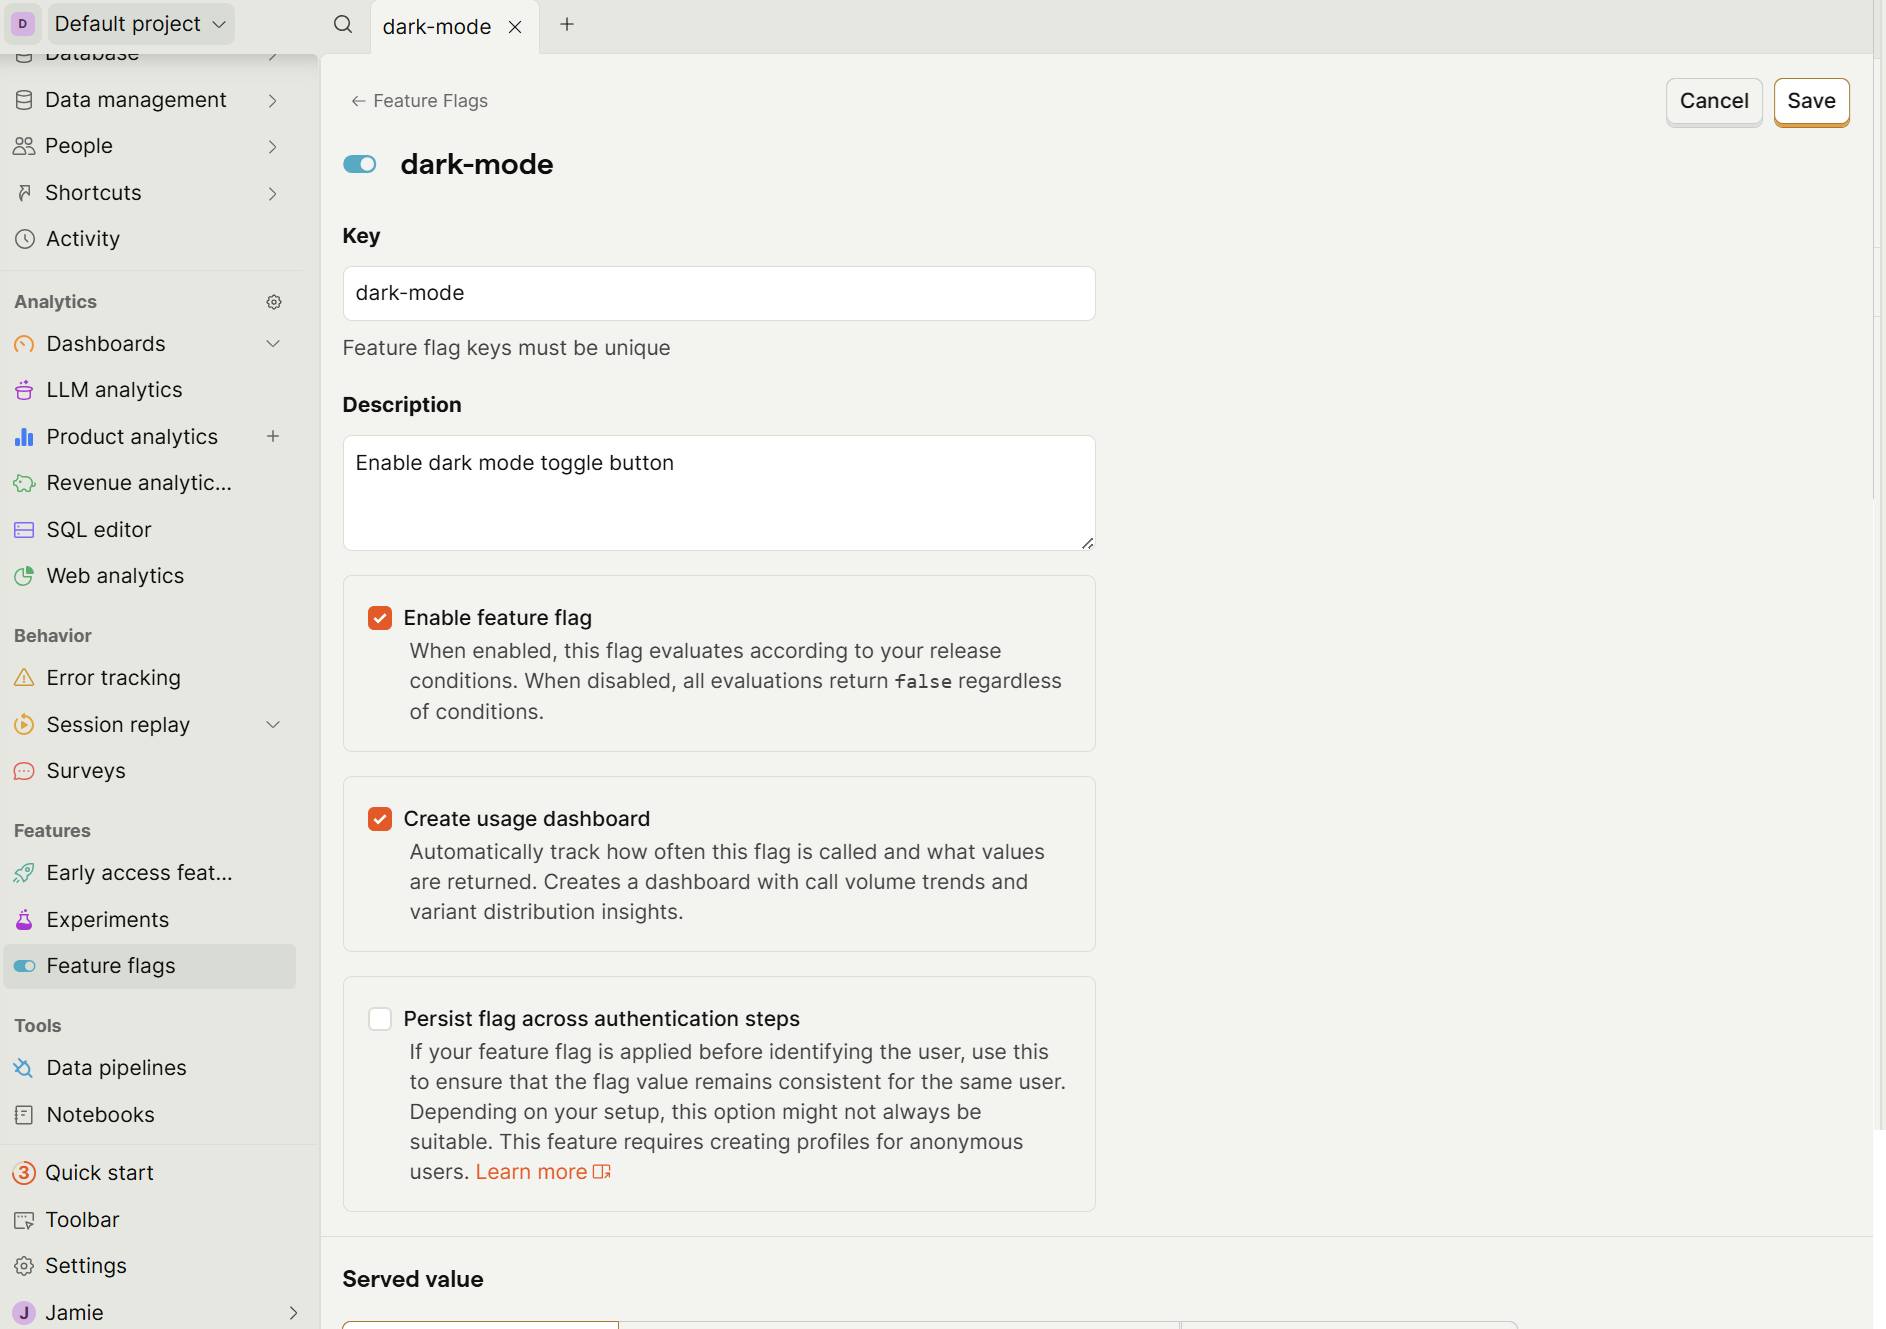 D
Default project
dark-mode
Database
Data management
People
Shortcuts
Activity
Analytics
Dashboards
LLM analytics
Product analytics
Revenue analytic...
SQL editor
Web analytics
Behavior
Error tracking
Session replay
Surveys
Features
Early access feat...
Experiments
Feature flags
Tools
Data pipelines
Notebooks
3 Quick start
Toolbar
Settings
J Jamie
Feature Flags
Cancel
Save
dark-mode
Key
dark-mode
Feature flag keys must be unique
Description
Enable dark mode toggle button
Enable feature flag
When enabled, this flag evaluates according to your release
conditions. When disabled, all evaluations return false regardless
of conditions.
Create usage dashboard
Automatically track how often this flag is called and what values
are returned. Creates a dashboard with call volume trends and
variant distribution insights.
Persist flag across authentication steps
If your feature flag is applied before identifying the user, use this
to ensure that the flag value remains consistent for the same user.
Depending on your setup, this option might not always be
suitable. This feature requires creating profiles for anonymous
users. Learn more
Served value